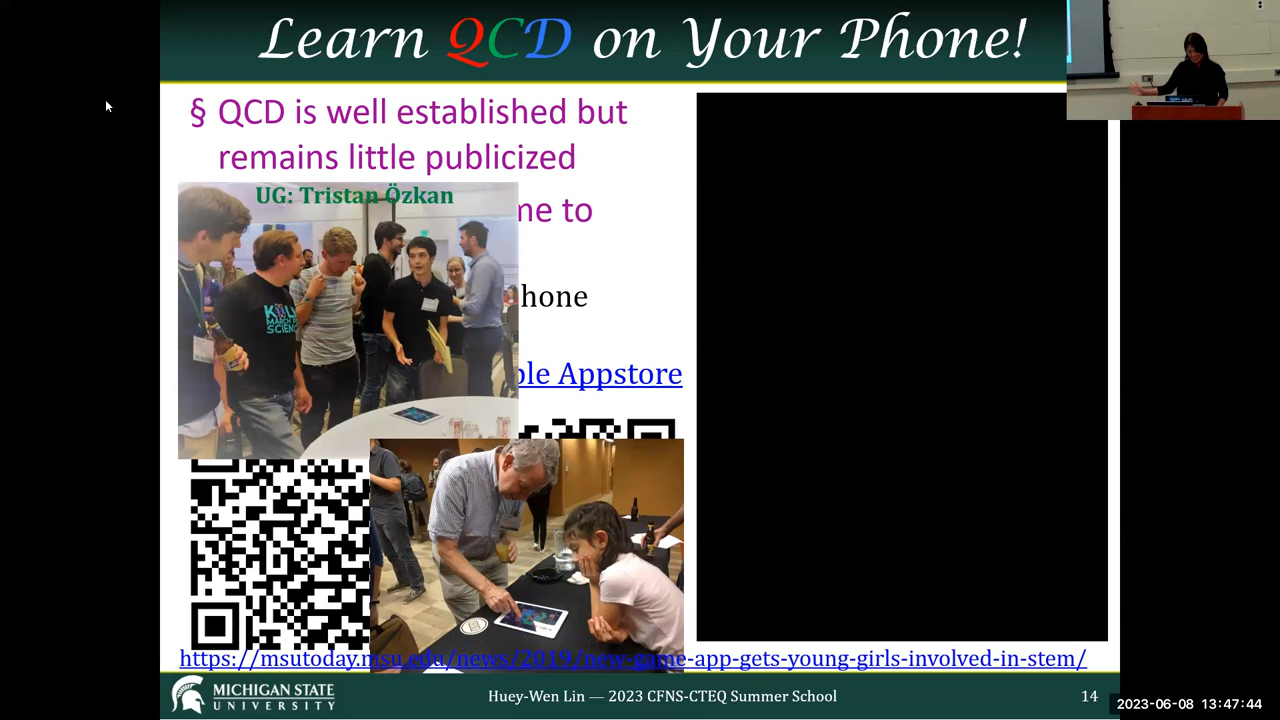 Learn QCD on Your Phone!
§ QCD is well established but
remains little publicized
UG: Tristan Özkan
me to
hone
ple Appstore
https://msutoday.msu.edu/news/2019/new-game-app-gets-young-girls-involved-in-stem/
MICHIGAN STATE
UNIVERSITY
Huey-Wen Lin — 2023 CFNS-CTEQ Summer School
14
2023-06-08 13:47:44